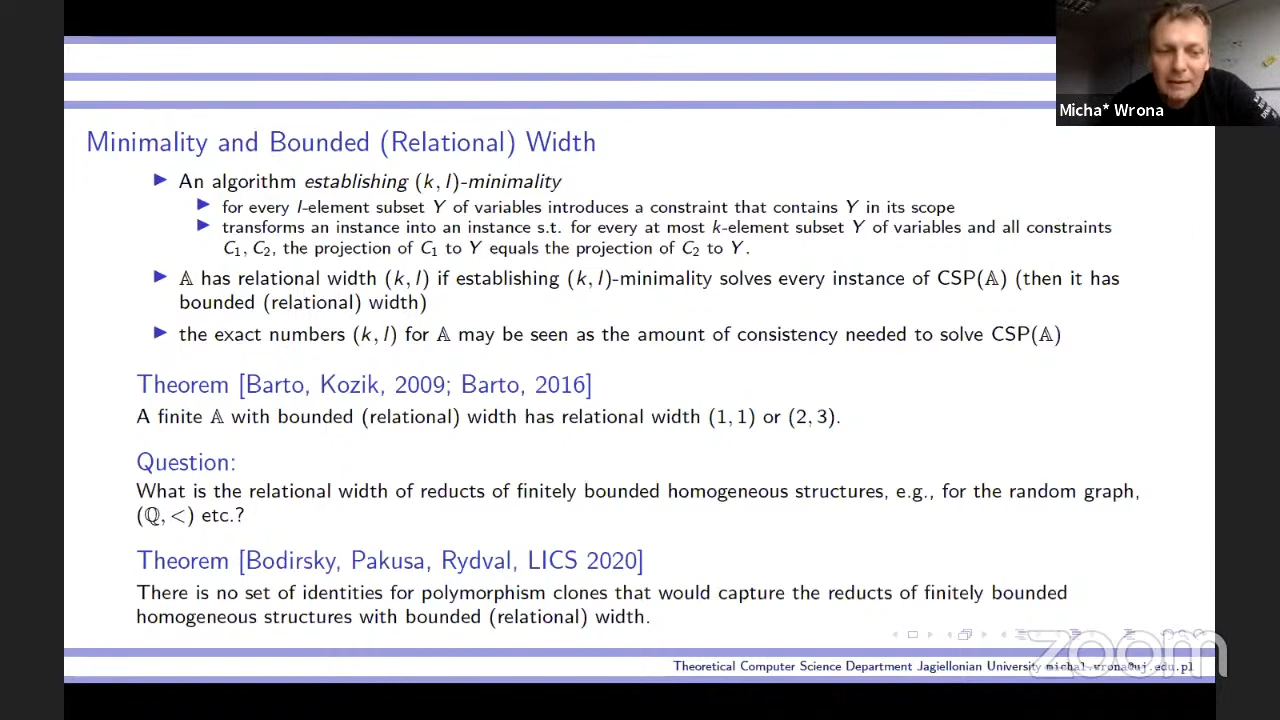 Micha* Wrona
Minimality and Bounded (Relational) Width
An algorithm establishing (k, l)-minimality
for every l-element subset Y of variables introduces a constraint that contains Y in its scope
transforms an instance into an instance s.t. for every at most k-element subset Y of variables and all constraints
C₁, C₂, the projection of C₁ to Y equals the projection of C₂ to Y.
𝔸 has relational width (k, l) if establishing (k, l)-minimality solves every instance of CSP(𝔸) (then it has
bounded (relational) width)
the exact numbers (k, l) for 𝔸 may be seen as the amount of consistency needed to solve CSP(𝔸)
Theorem [Barto, Kozik, 2009; Barto, 2016]
A finite 𝔸 with bounded (relational) width has relational width (1, 1) or (2, 3).
Question:
What is the relational width of reducts of finitely bounded homogeneous structures, e.g., for the random graph,
(ℚ, <) etc.?
Theorem [Bodirsky, Pakusa, Rydval, LICS 2020]
There is no set of identities for polymorphism clones that would capture the reducts of finitely bounded
homogeneous structures with bounded (relational) width.
zoom
Theoretical Computer Science Department Jagiellonian University michal.wrona@uj.edu.pl